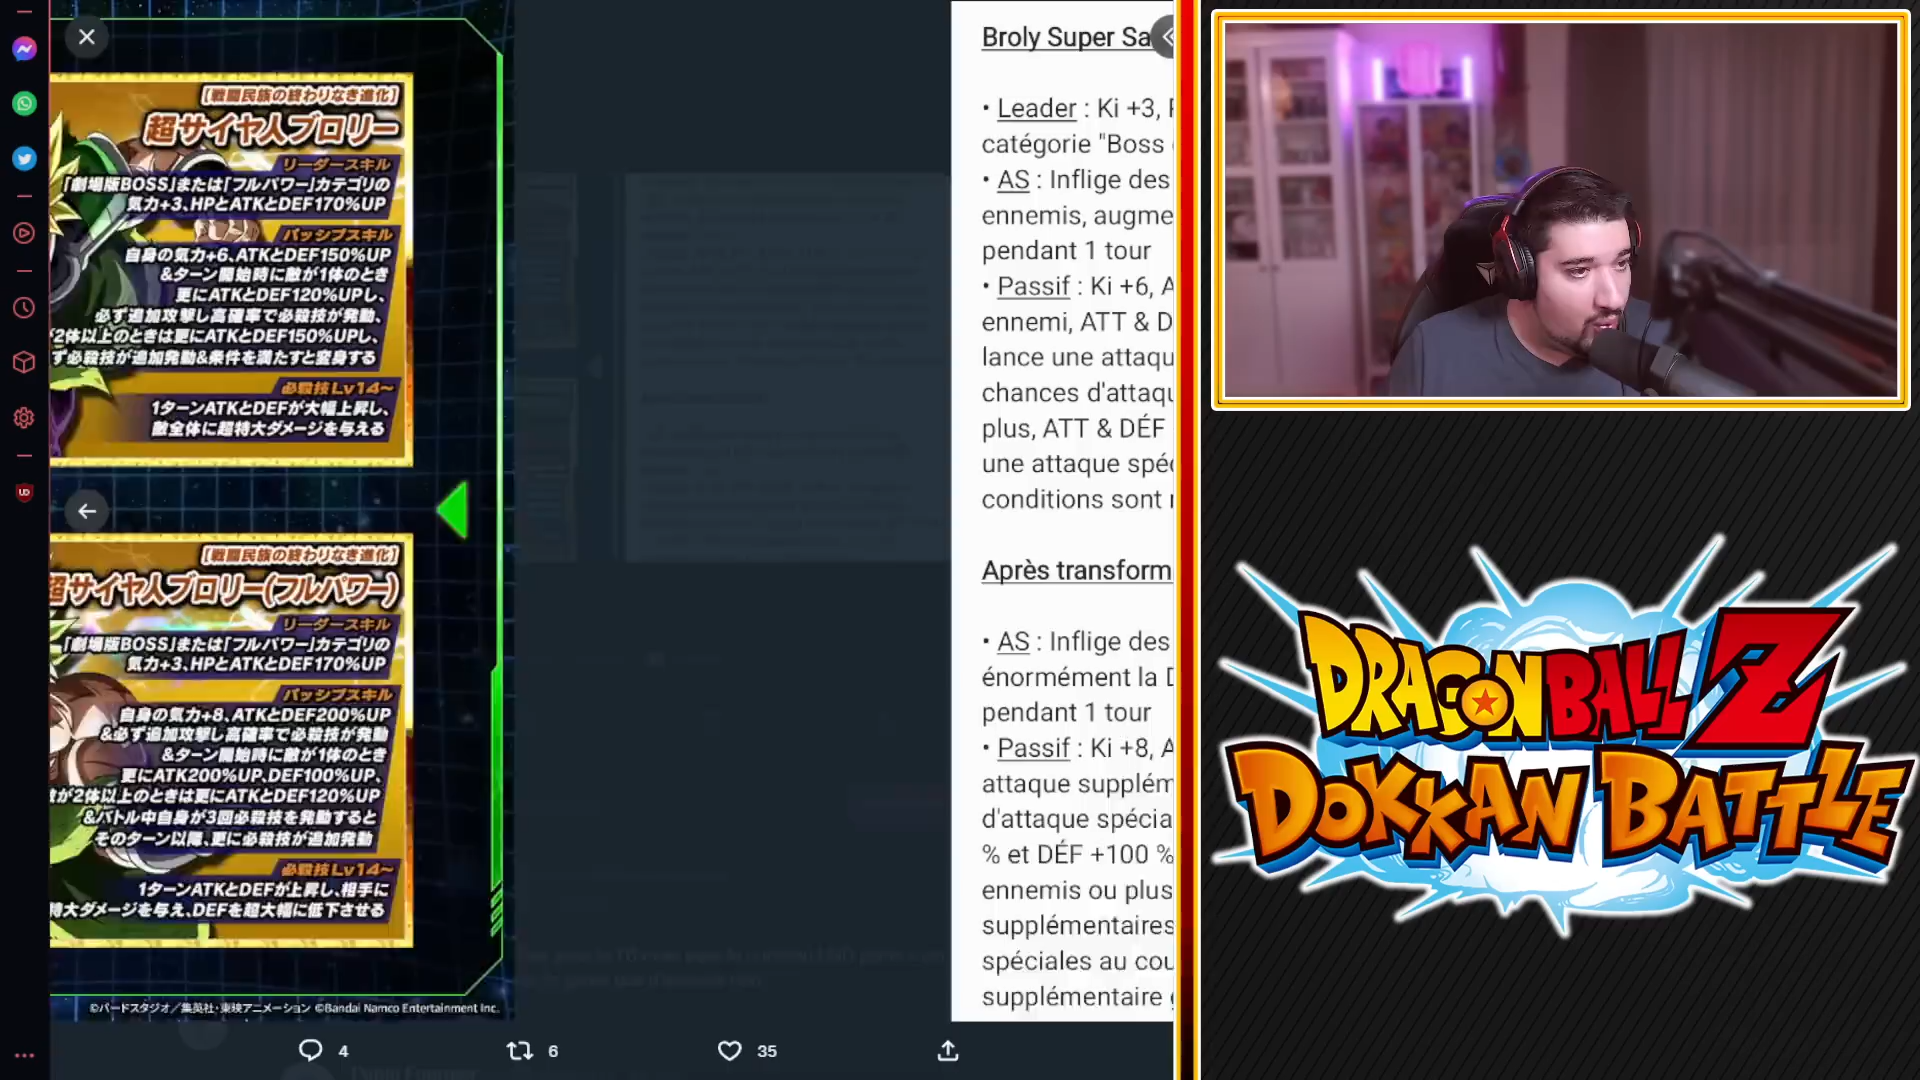 [戦闘民族の終わりなき進化]
超サイヤ人ブロリー
リーダースキル
「劇場版BOSS」または「フルパワー」カテゴリの
気力+3、HPとATKとDEF170%UP
パッシブスキル
自身の気力+6、ATKとDEF150%UP
&ターン開始時に敵が1体のとき
更にATKとDEF120%UPし、
必ず追加攻撃し高確率で必殺技が発動、
2体以上のときは更にATKとDEF150%UPし、
ず必殺技が追加発動&条件を満たすと変身する
必殺技Lv14~
1ターンATKとDEFが大幅上昇し、
敵全体に超特大ダメージを与える
[戦闘民族の終わりなき進化]
超サイヤ人ブロリー(フルパワー)
リーダースキル
「劇場版BOSS」または「フルパワー」カテゴリの
気力+3、HPとATKとDEF170%UP
パッシブスキル
自身の気力+8、ATKとDEF200%UP
&必ず追加攻撃し高確率で必殺技が発動
&ターン開始時に敵が1体のとき
更にATK200%UP、DEF100%UP、
が2体以上のときは更にATKとDEF120%UP
&バトル中自身が3回必殺技を発動すると
そのターン以降、更に必殺技が追加発動
必殺技Lv14~
1ターンATKとDEFが上昇し、相手に
特大ダメージを与え、DEFを超大幅に低下させる
©バードスタジオ/集英社・東映アニメーション ©Bandai Namco Entertainment Inc.
4
6
35
Broly Super Sa
• Leader : Ki +3,
catégorie "Boss
• AS : Inflige des
ennemis, augme
pendant 1 tour
• Passif : Ki +6, A
ennemi, ATT & D
lance une attaqu
chances d'attaqu
plus, ATT & DÉF
une attaque spéc
conditions sont
Après transform
• AS : Inflige des
énormément la D
pendant 1 tour
• Passif : Ki +8, A
attaque supplém
d'attaque spécia
% et DÉF +100 %
ennemis ou plus
supplémentaires
spéciales au cou
supplémentaire
DRAGON BALL Z
DOKKAN BATTLE